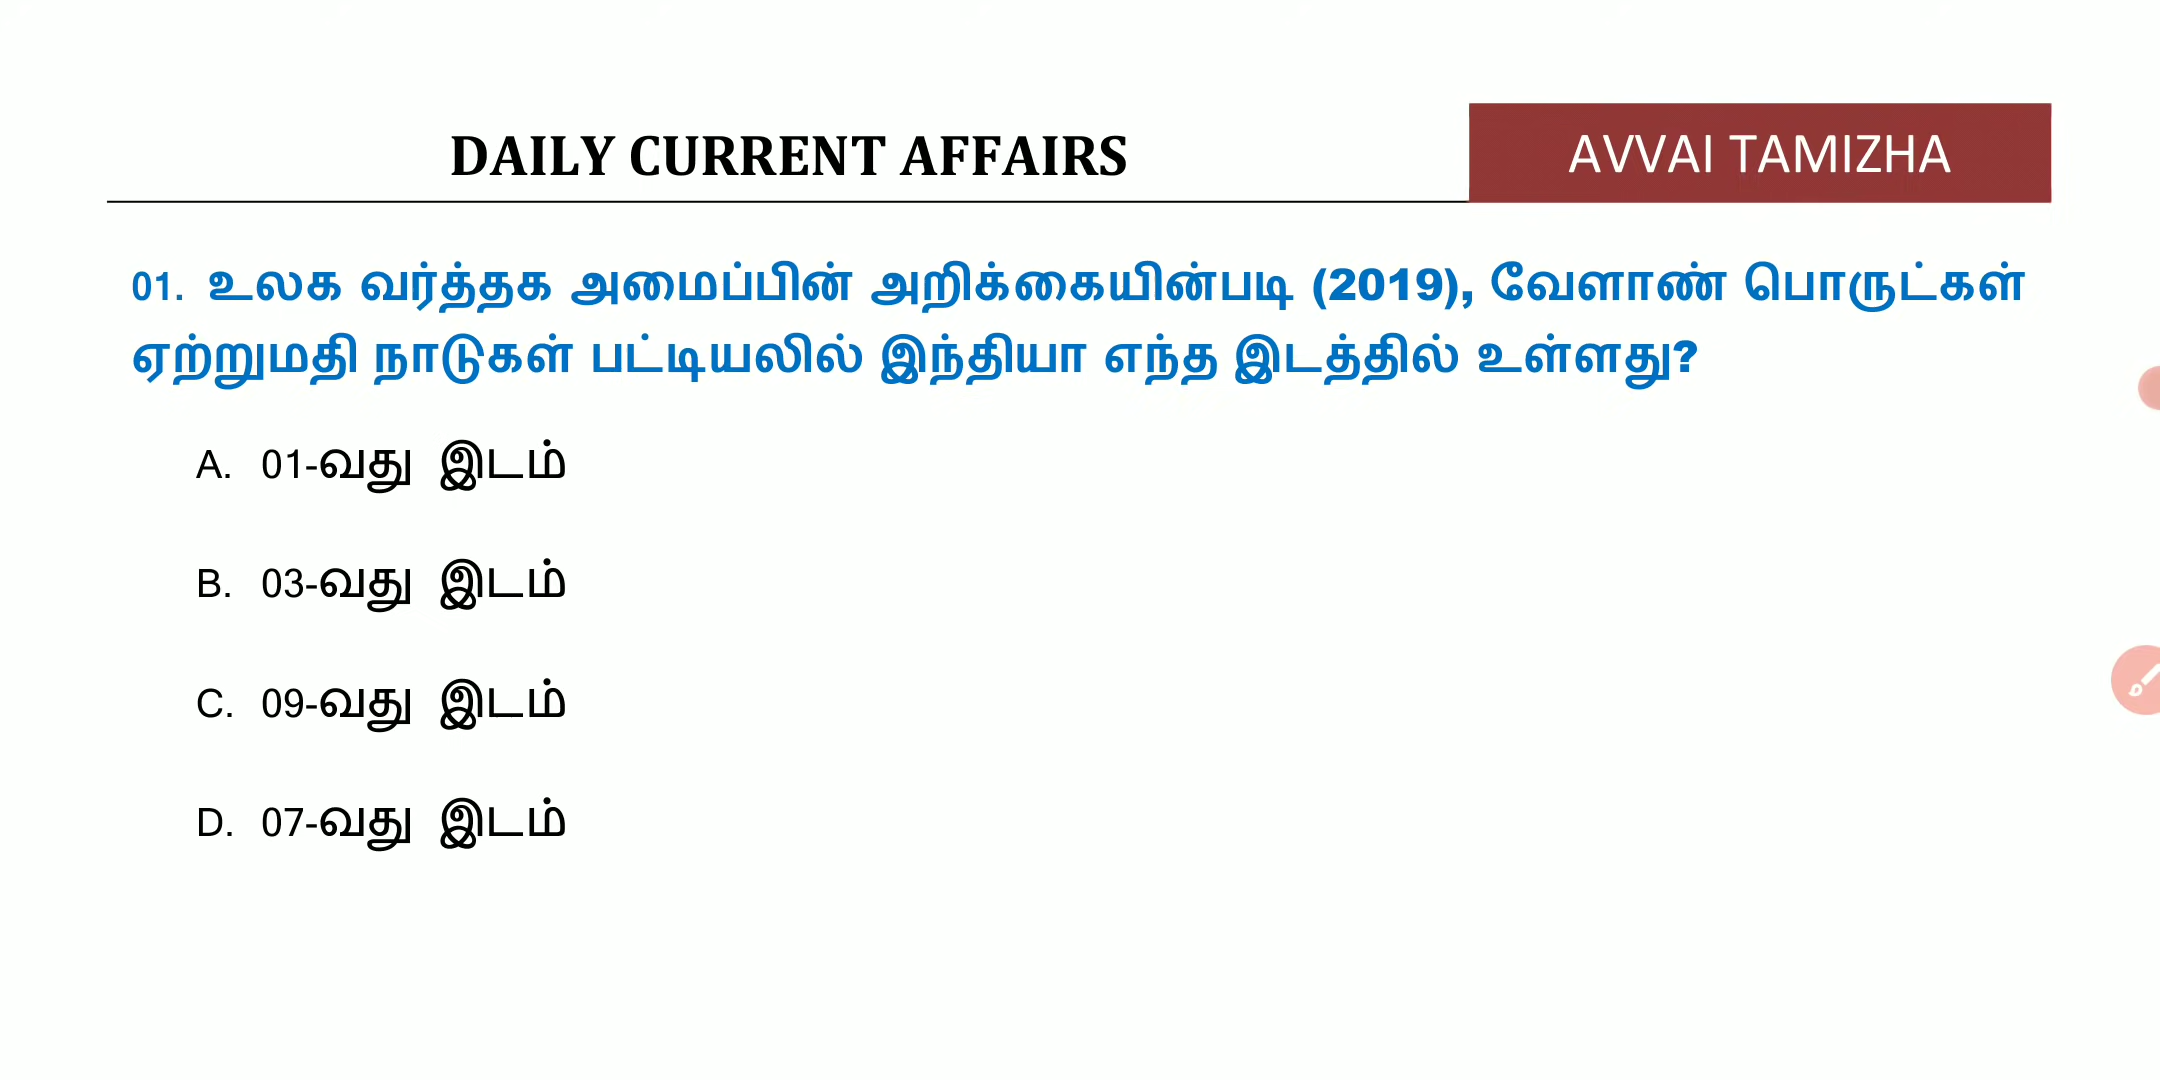 DAILY CURRENT AFFAIRS
AVVAI TAMIZHA
01. உலக வர்த்தக அமைப்பின் அறிக்கையின்படி (2019), வேளாண் பொருட்கள்
ஏற்றுமதி நாடுகள் பட்டியலில் இந்தியா எந்த இடத்தில் உள்ளது?
A. 01-வது இடம்
B. 03-வது இடம்
C. 09-வது இடம்
D. 07-வது இடம்